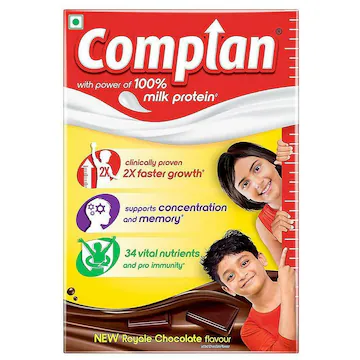 Complan®
with power of 100%
milk protein#
2X
clinically proven
2X faster growth*
supports concentration
and memory^
34 vital nutrients
and pro immunity~
NEW Royale Chocolate flavour